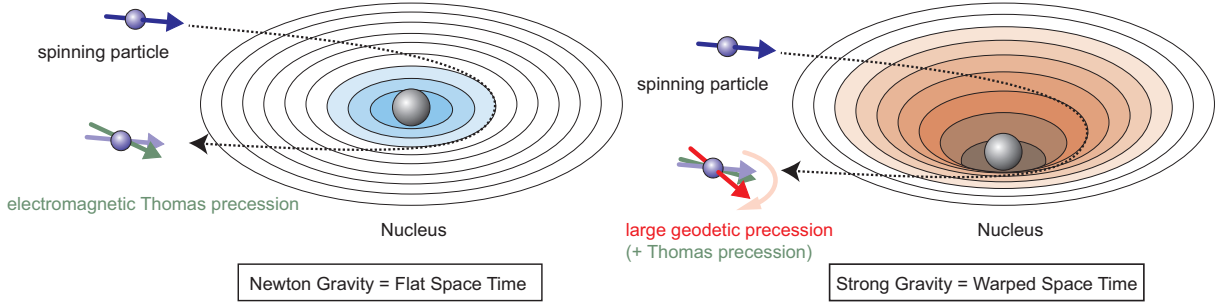 spinning particle
electromagnetic Thomas precession
Nucleus
Newton Gravity = Flat Space Time
spinning particle
large geodetic precession
(+ Thomas precession)
Nucleus
Strong Gravity = Warped Space Time